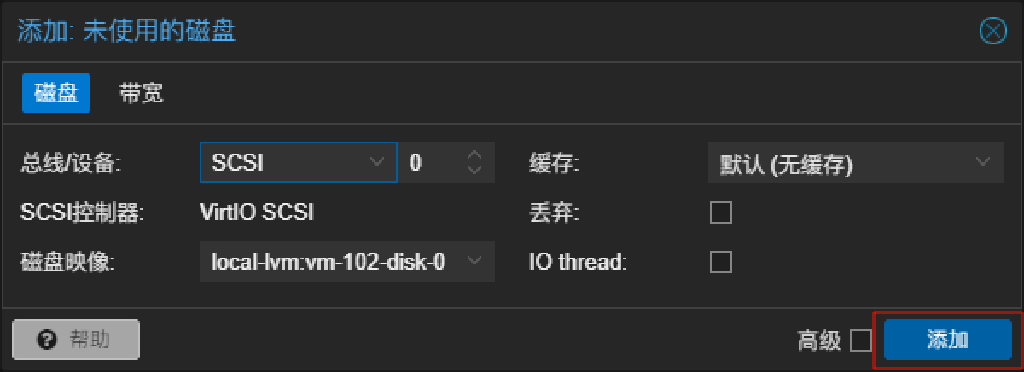 添加: 未使用的磁盘
磁盘 带宽
总线/设备: SCSI 0 缓存: 默认 (无缓存)
SCSI控制器: VirtIO SCSI 丢弃:
磁盘映像: local-lvm:vm-102-disk-0 IO thread:
帮助 高级 添加